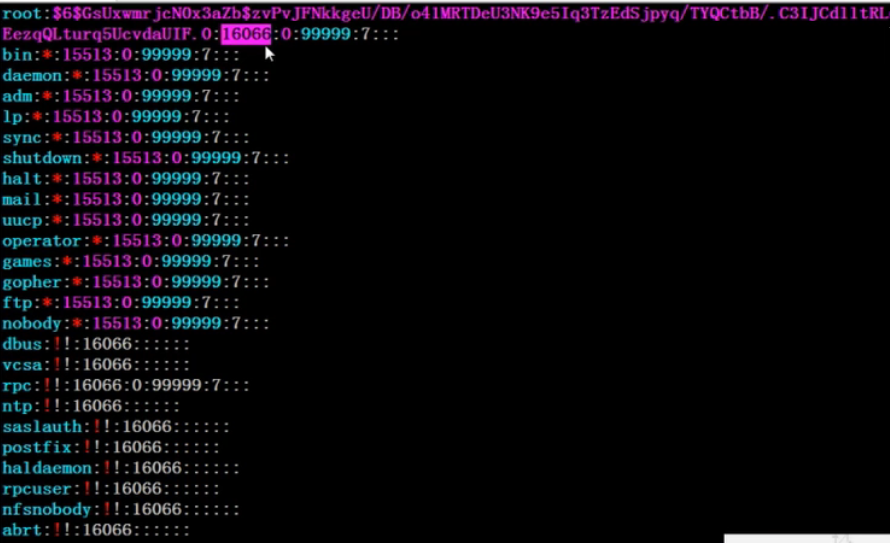 root:$6$GsUxwmrjcN0x3aZb$zvPvJFNkkgeU/DB/o4lMRTDeU3NK9e5Iq3TzEdSjpyq/TYQCtbB/.C3IJCdlltRL
EezqQLturq5UcvdaUIF.0:16066:0:99999:7:::
bin:*:15513:0:99999:7:::
daemon:*:15513:0:99999:7:::
adm:*:15513:0:99999:7:::
lp:*:15513:0:99999:7:::
sync:*:15513:0:99999:7:::
shutdown:*:15513:0:99999:7:::
halt:*:15513:0:99999:7:::
mail:*:15513:0:99999:7:::
uucp:*:15513:0:99999:7:::
operator:*:15513:0:99999:7:::
games:*:15513:0:99999:7:::
gopher:*:15513:0:99999:7:::
ftp:*:15513:0:99999:7:::
nobody:*:15513:0:99999:7:::
dbus:!!:16066::::::
vcsa:!!:16066::::::
rpc:!!:16066:0:99999:7:::
ntp:!!:16066::::::
saslauth:!!:16066::::::
postfix:!!:16066::::::
haldaemon:!!:16066::::::
rpcuser:!!:16066::::::
nfsnobody:!!:16066::::::
abrt:!!:16066::::::